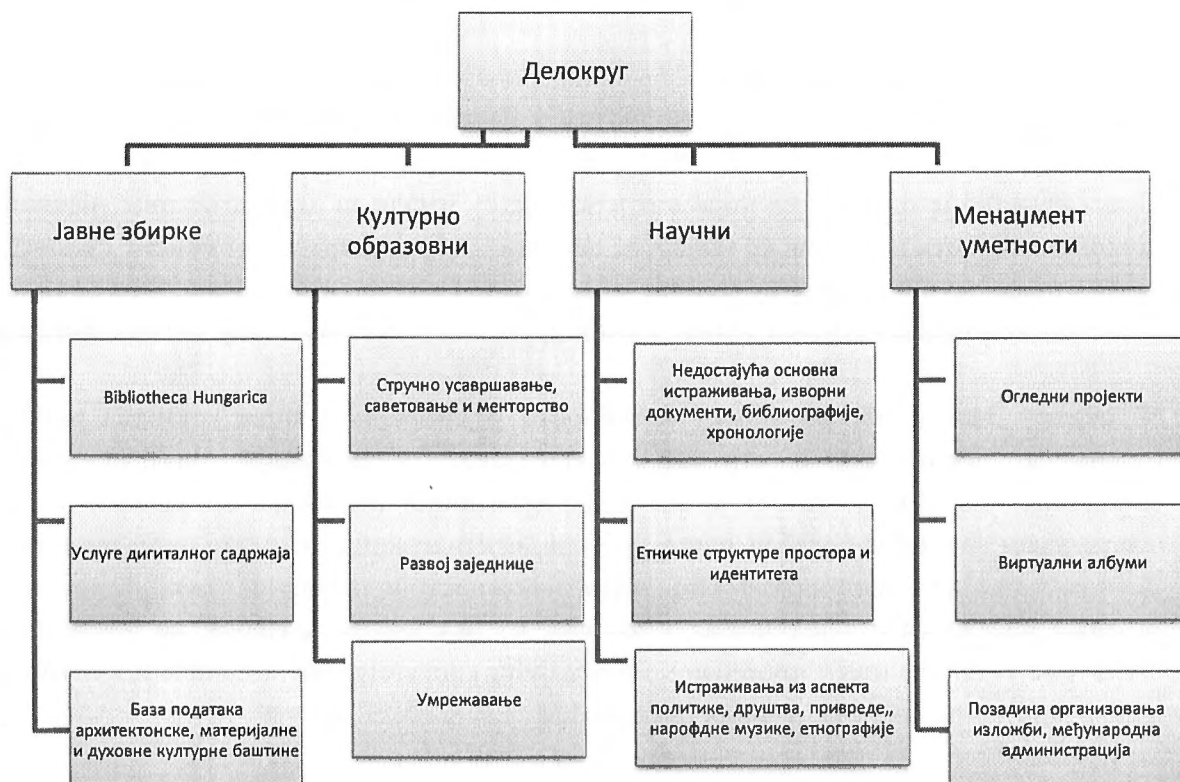 Делокруг
Јавне збирке
Културно
образовни
Научни
Менаџмент
уметности
Bibliotheca Hungarica
Услуге дигиталног садржаја
База података
архитектонске, материјалне
и духовне културне баштине
Стручно усавршавање,
саветовање и менторство
Развој заједнице
Умрежавање
Недостајућа основна
истраживања, изворни
документи, библиографије,
хронологије
Етничке структуре простора и
идентитета
Истраживања из аспекта
политике, друштва, привреде,,
нарофдне музике, етнографије
Огледни пројекти
Виртуални албуми
Позадина организовања
изложби, међународна
администрација